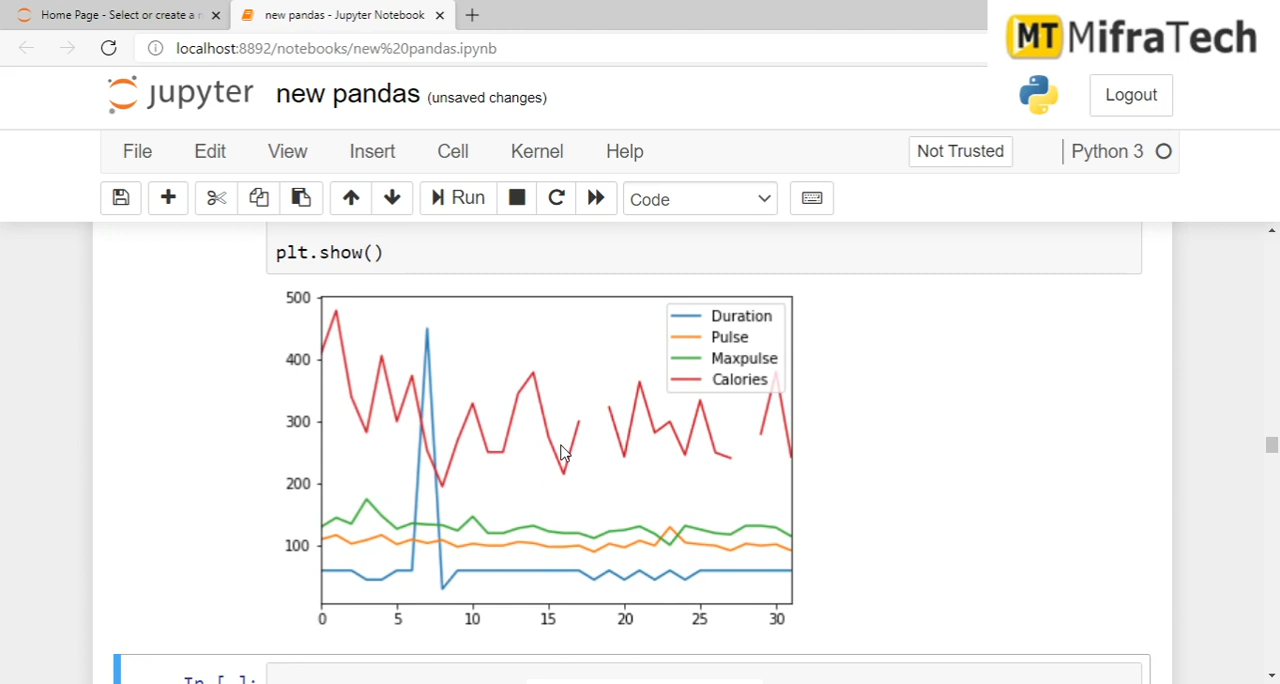 Home Page - Select or create a n
new pandas - Jupyter Notebook
localhost:8892/notebooks/new%20pandas.ipynb
MT MifraTech
jupyter new pandas (unsaved changes)
Logout
File Edit View Insert Cell Kernel Help
Not Trusted
Python 3
Run
Code
plt.show()
500
400
300
200
100
Duration
Pulse
Maxpulse
Calories
0 5 10 15 20 25 30
In [ ]: